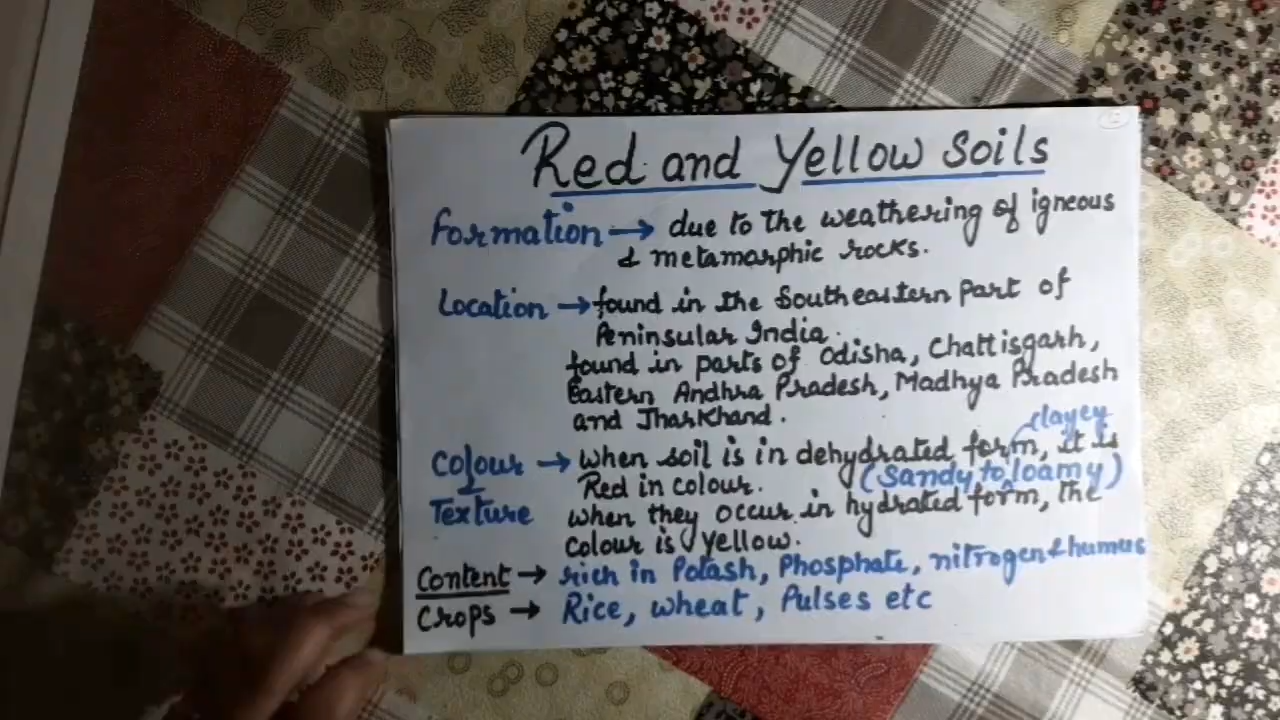 Red and Yellow Soils
Formation → due to the weathering of igneous
& metamorphic rocks.
Location → found in the Southeastern part of
Peninsular India.
found in parts of Odisha, Chattisgarh,
Eastern Andhra Pradesh, Madhya Pradesh
and Jharkhand.
clayey
Colour → when soil is in dehydrated form, it is
Red in colour. (Sandy to loamy)
& Texture when they occur in hydrated form, the
colour is yellow.
Content → rich in Potash, Phosphate, nitrogen & humus
Crops → Rice, wheat, Pulses etc